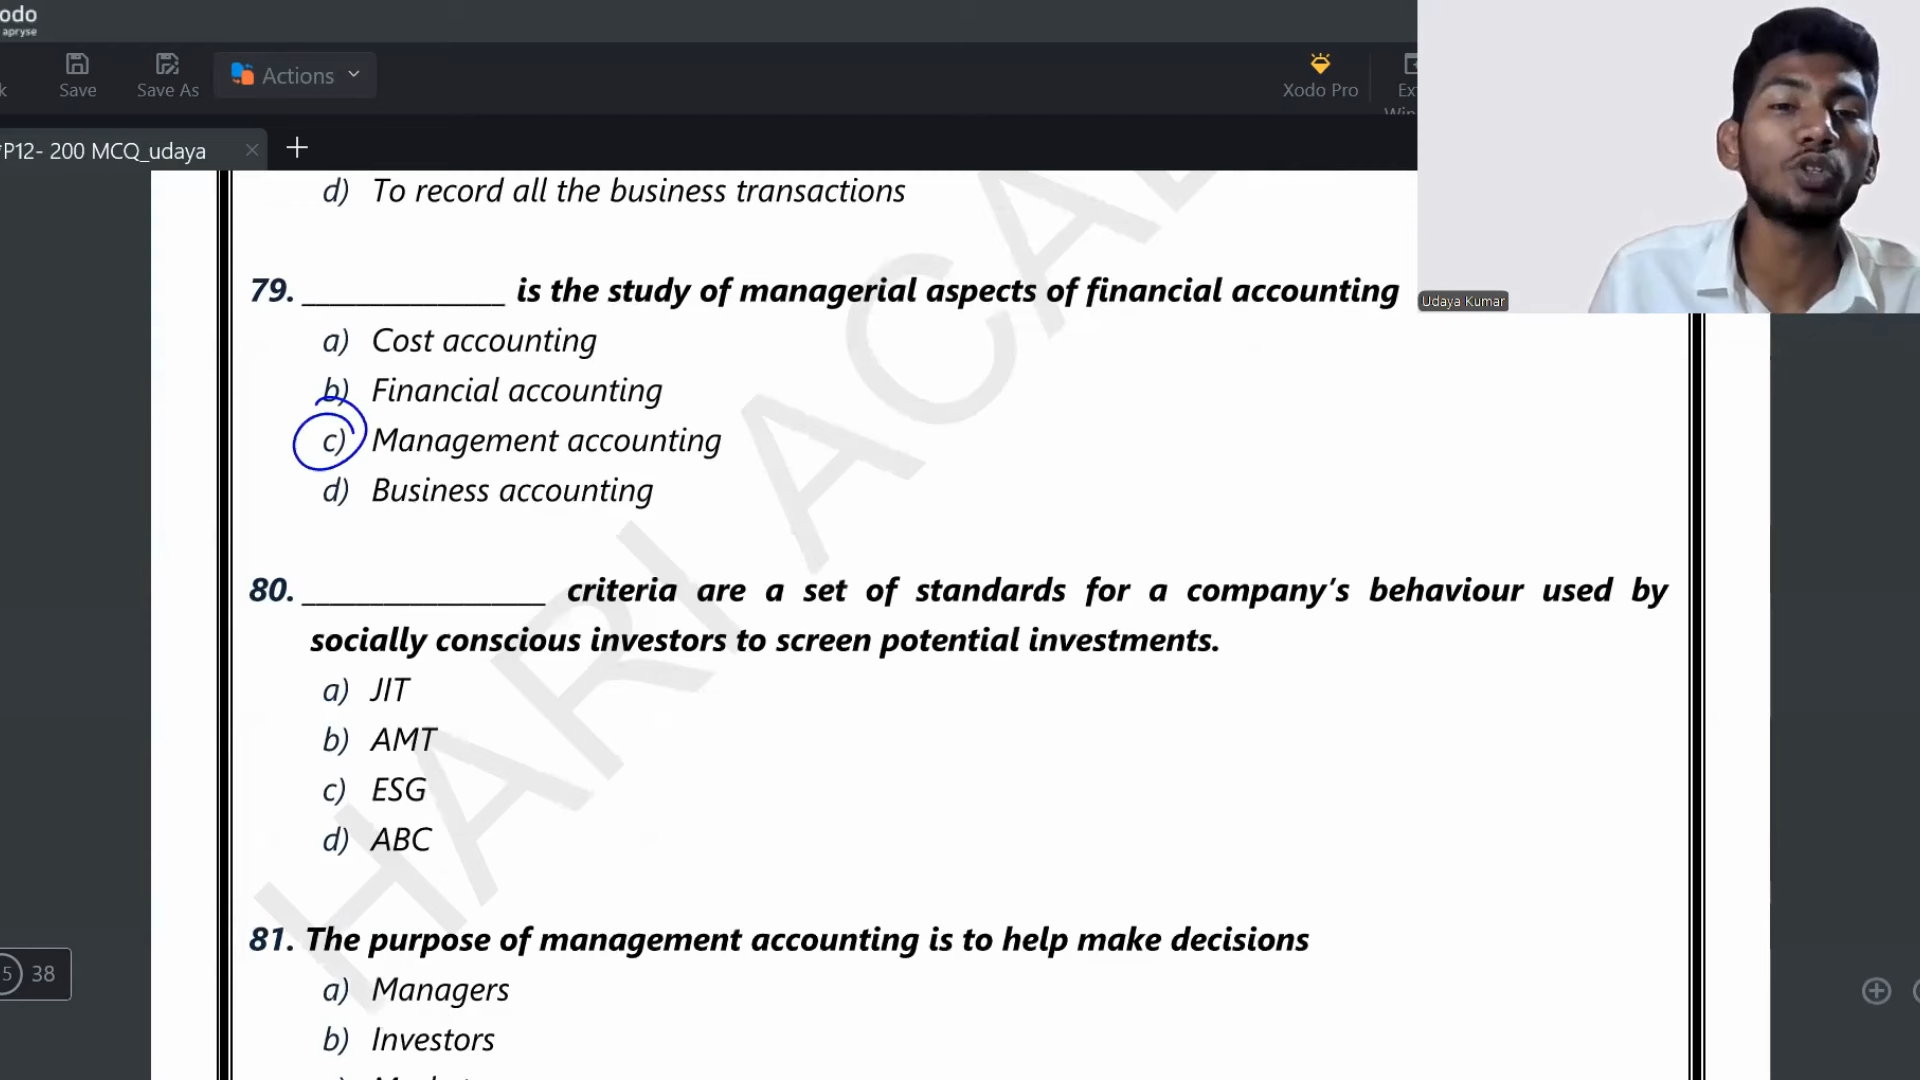 odo
apryse
Save
Save As
Actions
Xodo Pro
P12- 200 MCQ_udaya
d) To record all the business transactions
79. ____________ is the study of managerial aspects of financial accounting
Udaya Kumar
a) Cost accounting
b) Financial accounting
c) Management accounting
d) Business accounting
80. ______________ criteria are a set of standards for a company's behaviour used by
socially conscious investors to screen potential investments.
a) JIT
b) AMT
c) ESG
d) ABC
81. The purpose of management accounting is to help make decisions
5 38
a) Managers
b) Investors
HARI ACAD